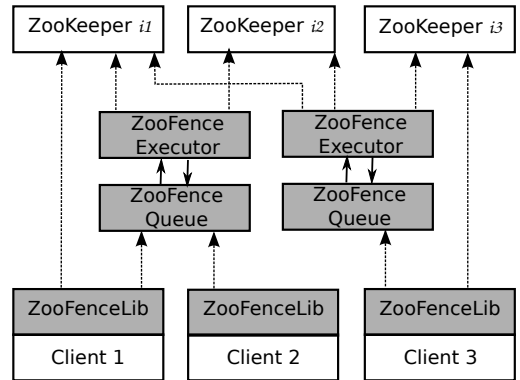 ZooKeeper i1
ZooKeeper i2
ZooKeeper i3
ZooFence
Executor
ZooFence
Executor
ZooFence
Queue
ZooFence
Queue
ZooFenceLib
ZooFenceLib
ZooFenceLib
Client 1
Client 2
Client 3